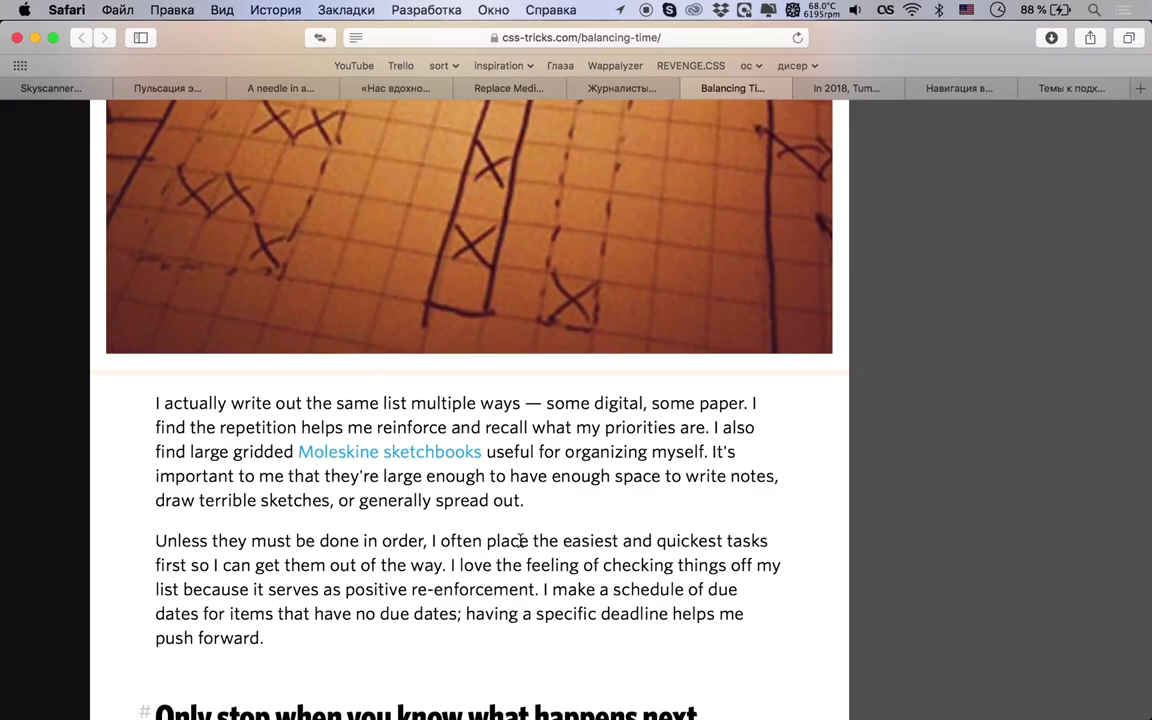 Safari Файл Правка Вид История Закладки Разработка Окно Справка 68.0°C 6195rpm 88 %
css-tricks.com/balancing-time/
YouTube Trello sort inspiration Глаза Wappalyzer REVENGE.CSS ос дисер
Skyscanner... Пульсация э... A needle in a... «Нас вдохно... Replace Medi... Журналисты... Balancing Ti... In 2018, Tum... Навигация в... Темы к подк...
I actually write out the same list multiple ways — some digital, some paper. I
find the repetition helps me reinforce and recall what my priorities are. I also
find large gridded Moleskine sketchbooks useful for organizing myself. It's
important to me that they're large enough to have enough space to write notes,
draw terrible sketches, or generally spread out.
Unless they must be done in order, I often place the easiest and quickest tasks
first so I can get them out of the way. I love the feeling of checking things off my
list because it serves as positive re-enforcement. I make a schedule of due
dates for items that have no due dates; having a specific deadline helps me
push forward.
# Only stop when you know what happens next